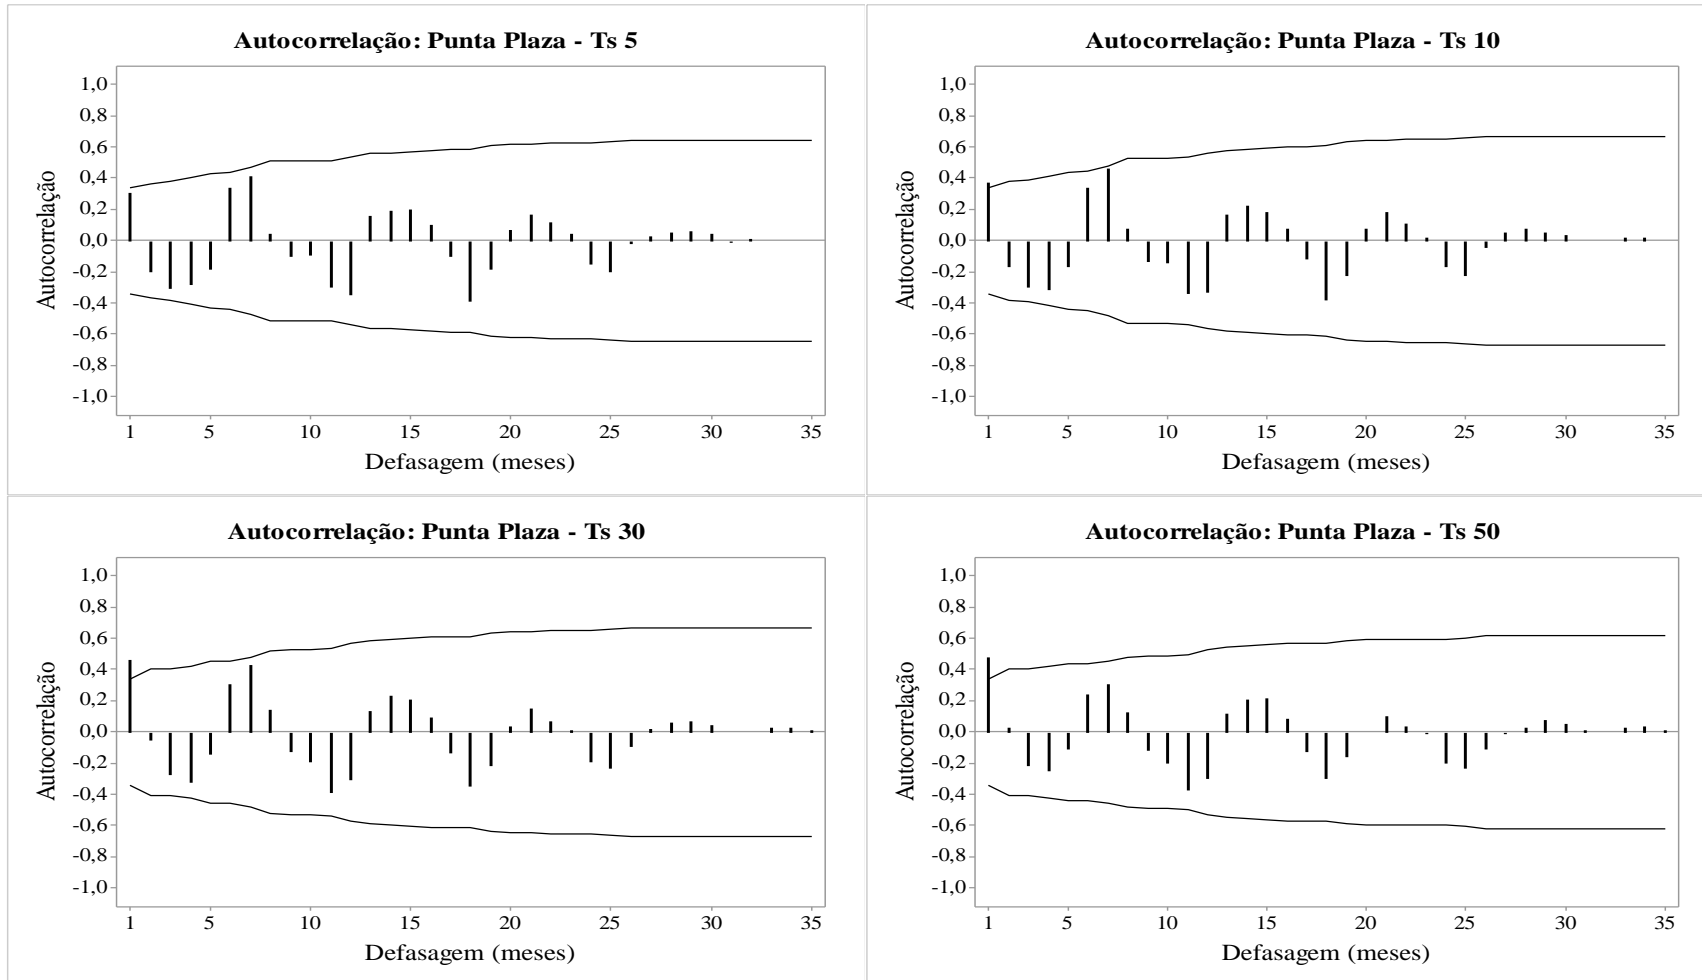 Autocorrelação: Punta Plaza - Ts 5
1,0
0,8
0,6
0,4
0,2
0,0
-0,2
-0,4
-0,6
-0,8
-1,0
Autocorrelação
1 5 10 15 20 25 30 35
Defasagem (meses)
Autocorrelação: Punta Plaza - Ts 10
1,0
0,8
0,6
0,4
0,2
0,0
-0,2
-0,4
-0,6
-0,8
-1,0
Autocorrelação
1 5 10 15 20 25 30 35
Defasagem (meses)
Autocorrelação: Punta Plaza - Ts 30
1,0
0,8
0,6
0,4
0,2
0,0
-0,2
-0,4
-0,6
-0,8
-1,0
Autocorrelação
1 5 10 15 20 25 30 35
Defasagem (meses)
Autocorrelação: Punta Plaza - Ts 50
1,0
0,8
0,6
0,4
0,2
0,0
-0,2
-0,4
-0,6
-0,8
-1,0
Autocorrelação
1 5 10 15 20 25 30 35
Defasagem (meses)